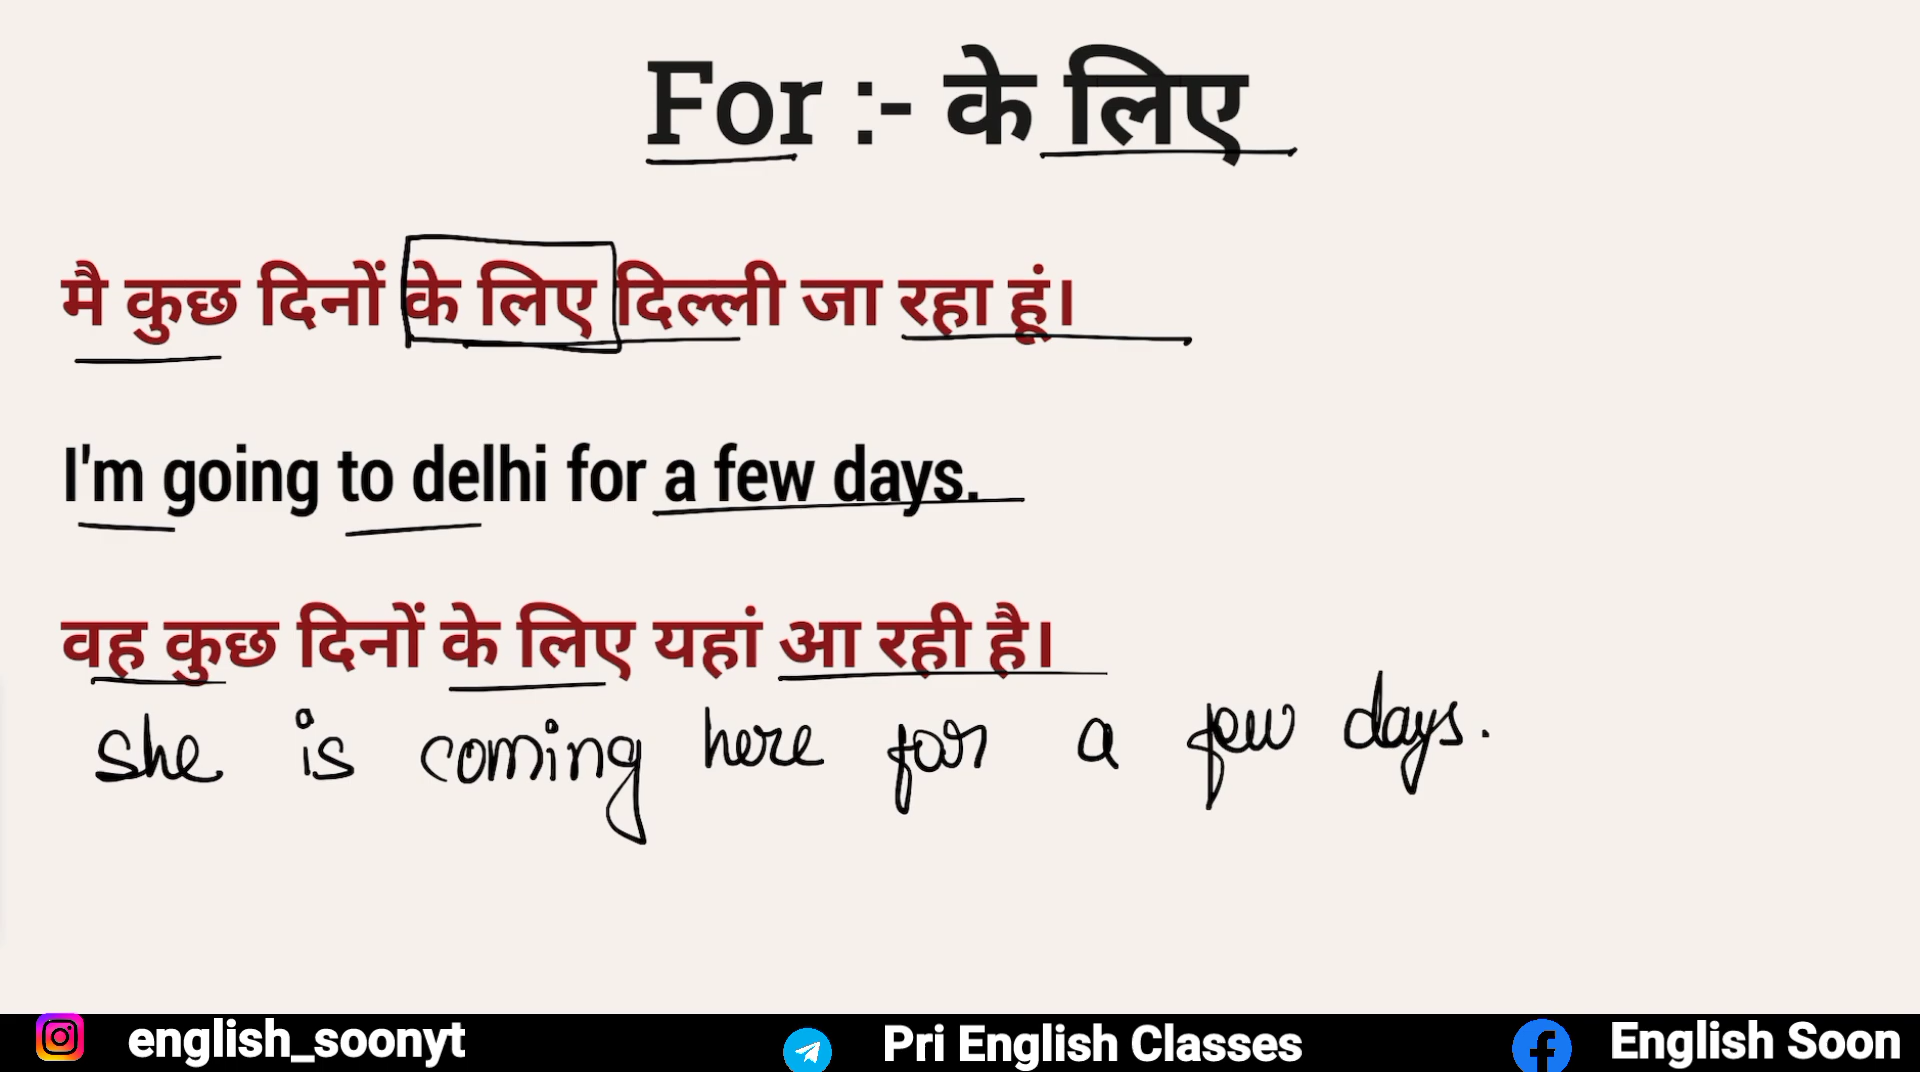 For :- के लिए
मै कुछ दिनों के लिए दिल्ली जा रहा हूं।
I'm going to delhi for a few days.
वह कुछ दिनों के लिए यहां आ रही है।
she is coming here for a few days.
english_soonyt Pri English Classes English Soon